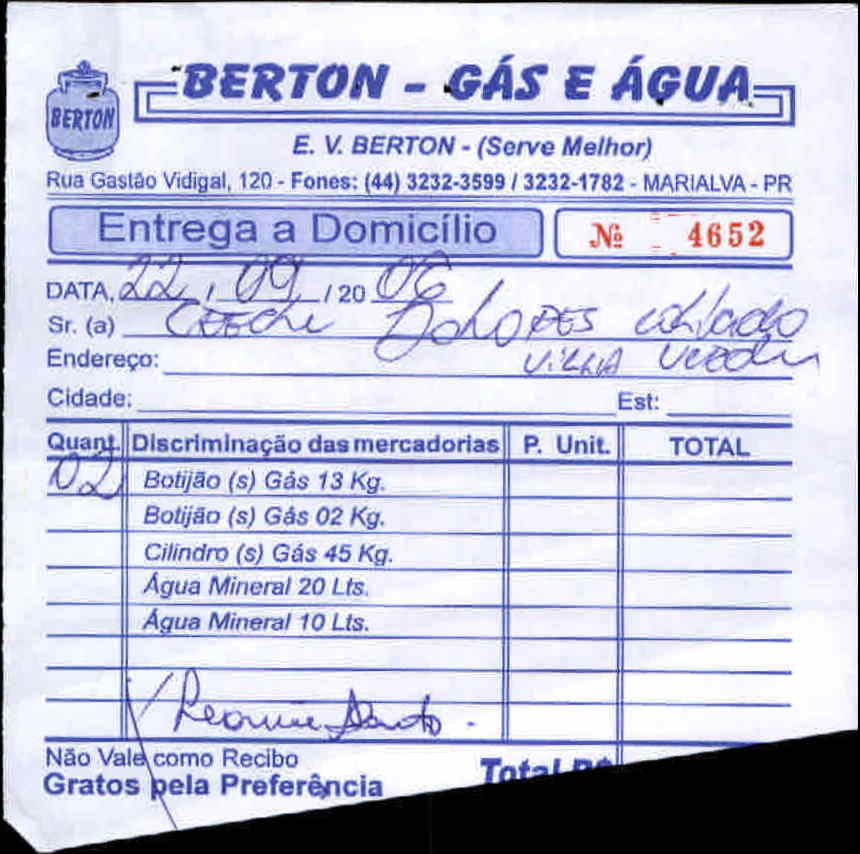 BERTON - GÁS E ÁGUA
BERTON
E. V. BERTON - (Serve Melhor)
Rua Gastão Vidigal, 120 - Fones: (44) 3232-3599 / 3232-1782 - MARIALVA - PR
Entrega a Domicílio Nº 4652
DATA, 22 / 09 / 20 06
Sr. (a) DOLORES
Endereço: VILLA
Cidade: Est:
Quant. Discriminação das mercadorias P. Unit. TOTAL
02 Botijão (s) Gás 13 Kg.
Botijão (s) Gás 02 Kg.
Cilindro (s) Gás 45 Kg.
Água Mineral 20 Lts.
Água Mineral 10 Lts.
Não Vale como Recibo
Gratos pela Preferência Total R$